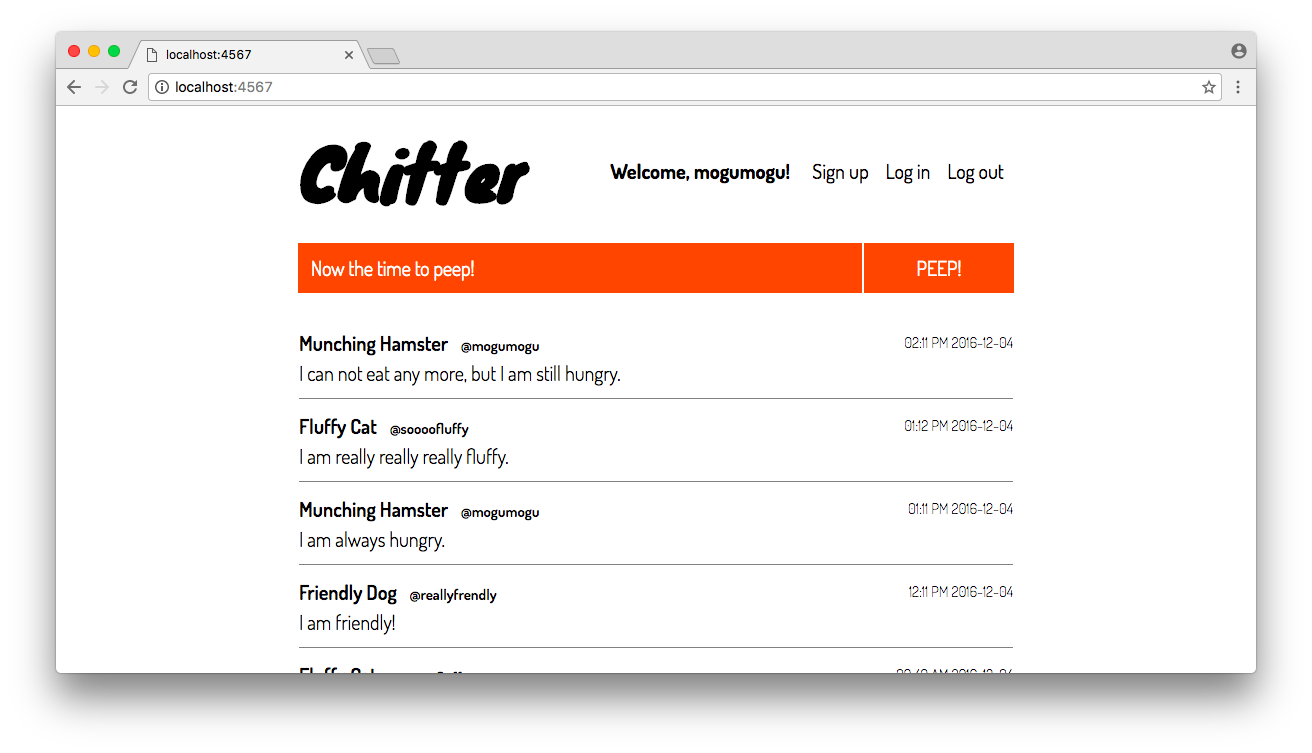 localhost:4567
localhost:4567
Chitter
Welcome, mogumogu! Sign up Log in Log out
Now the time to peep! PEEP!
Munching Hamster @mogumogu 02:11 PM 2016-12-04
I can not eat any more, but I am still hungry.
Fluffy Cat @soooofluffy 01:12 PM 2016-12-04
I am really really really fluffy.
Munching Hamster @mogumogu 01:11 PM 2016-12-04
I am always hungry.
Friendly Dog @reallyfrendly 12:11 PM 2016-12-04
I am friendly!